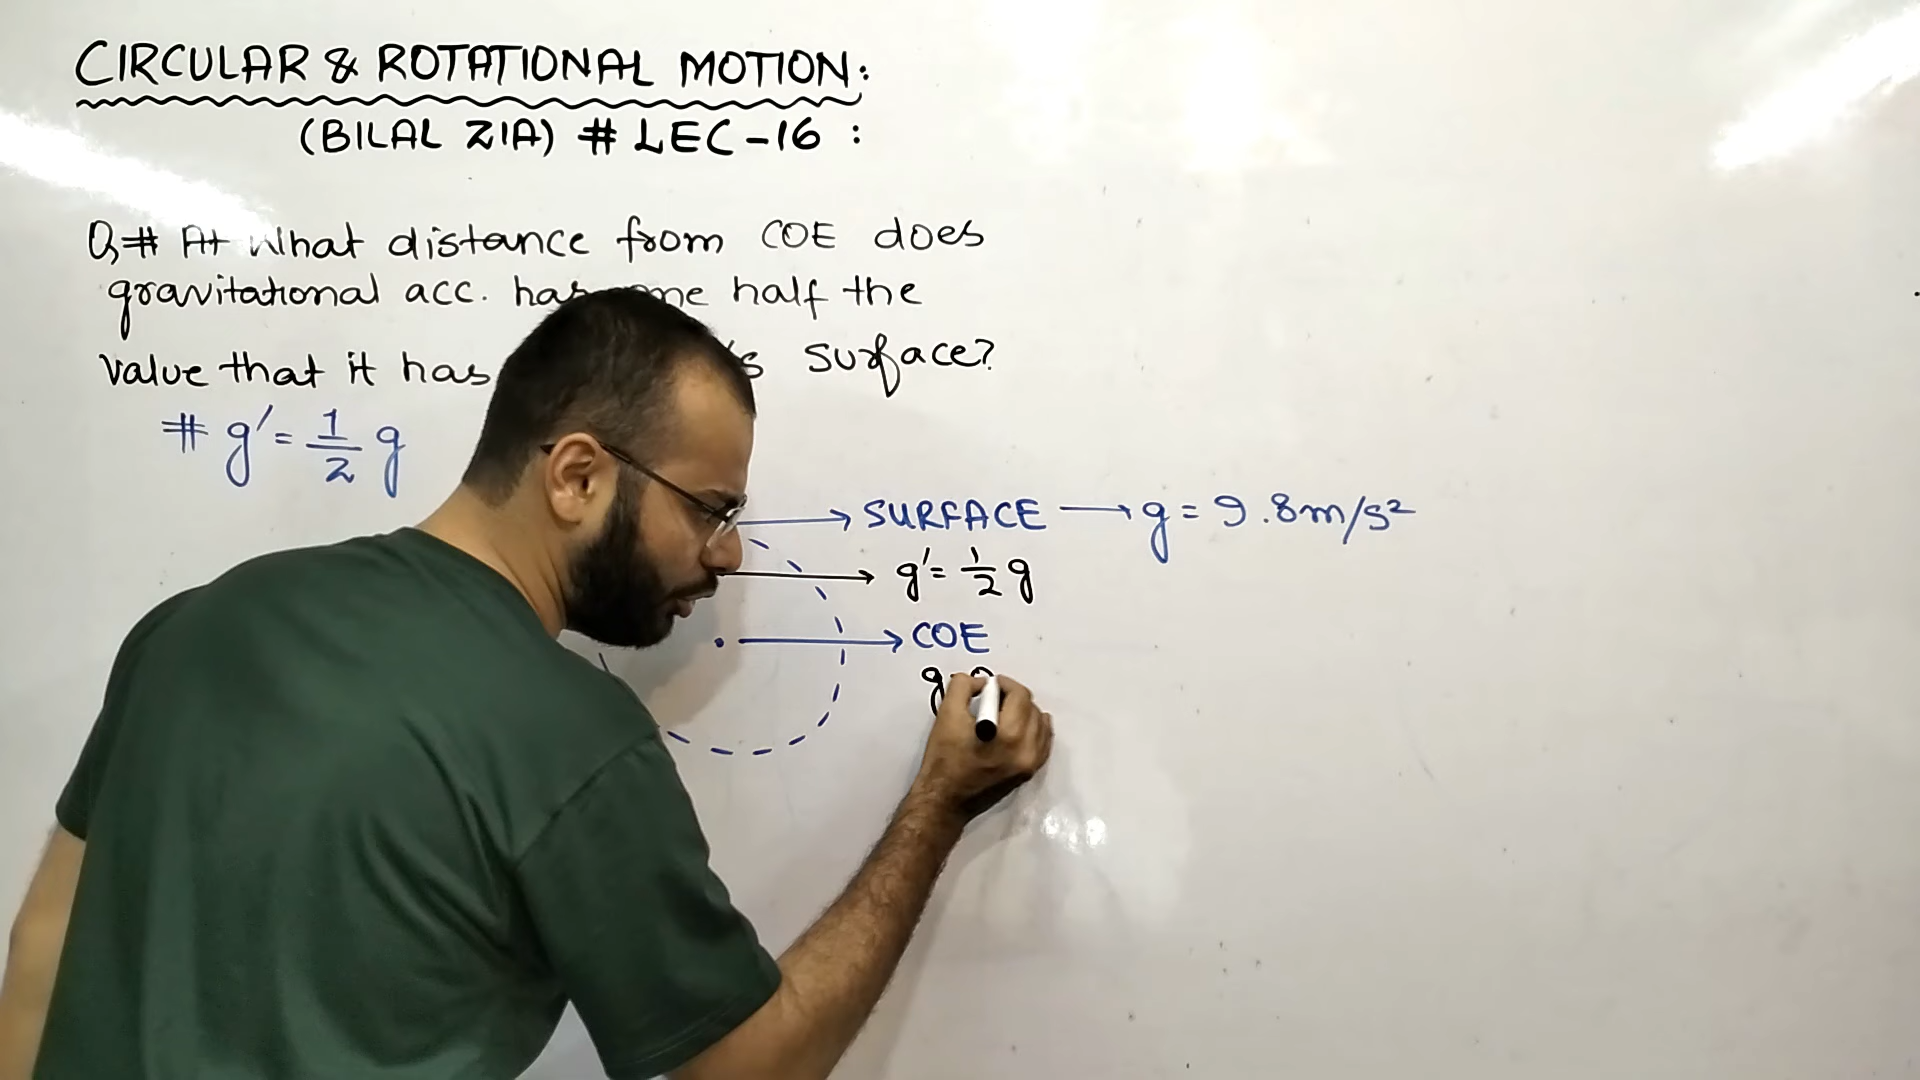 CIRCULAR & ROTATIONAL MOTION:
(BILAL ZIA) # LEC-16 :
Q# At What distance from COE does
gravitational acc. has one half the
value that it has surface?
# g' = 1/2 g
SURFACE → g = 9.8m/s²
g' = 1/2 g
COE